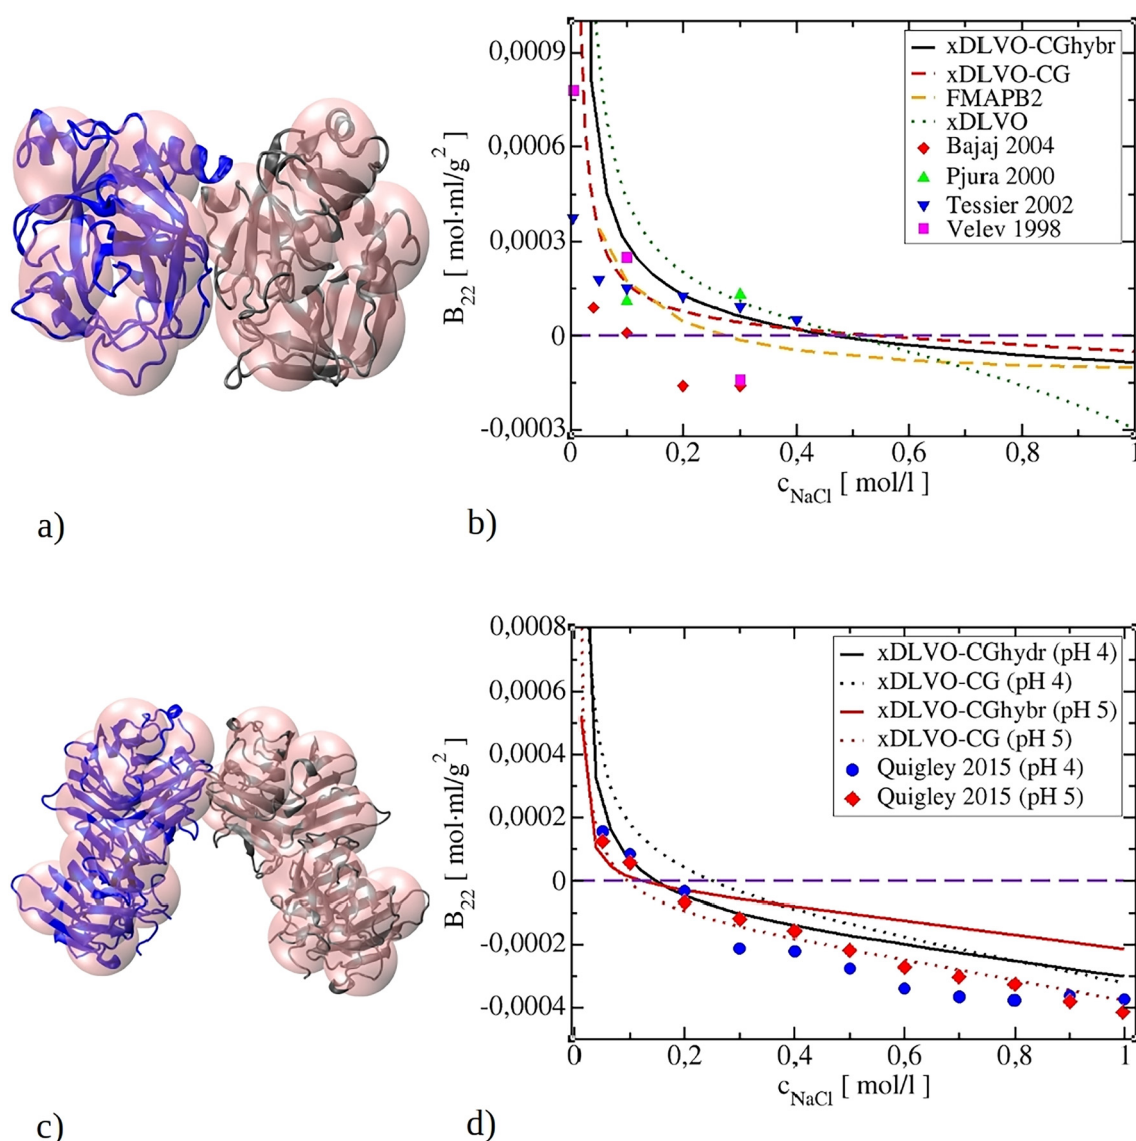 0,0009
0,0006
0,0003
0
-0,0003
B22 [ mol·ml/g2 ]
xDLVO-CGhybr
xDLVO-CG
FMAPB2
xDLVO
Bajaj 2004
Pjura 2000
Tessier 2002
Velev 1998
0 0,2 0,4 0,6 0,8 1
cNaCl [ mol/l ]
a)
b)
0,0008
0,0006
0,0004
0,0002
0
-0,0002
-0,0004
B22 [ mol·ml/g2 ]
xDLVO-CGhydr (pH 4)
xDLVO-CG (pH 4)
xDLVO-CGhybr (pH 5)
xDLVO-CG (pH 5)
Quigley 2015 (pH 4)
Quigley 2015 (pH 5)
0 0,2 0,4 0,6 0,8 1
cNaCl [ mol/l ]
c)
d)